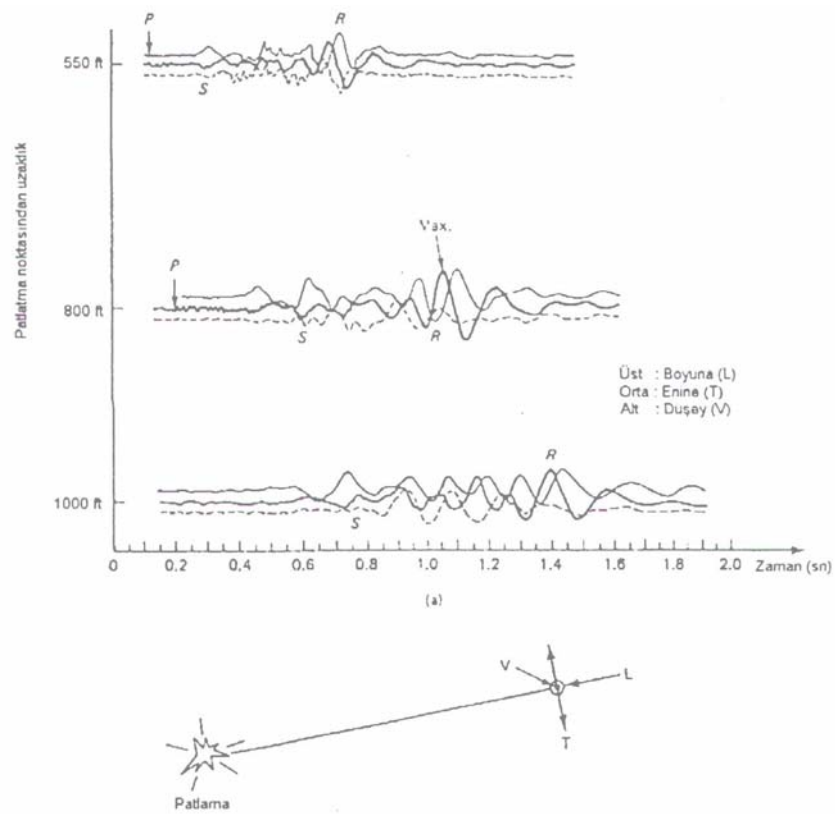 Patlatma noktasından uzaklık
P
R
550 ft
S
Max.
P
800 ft
S
R
Üst : Boyuna (L)
Orta : Enine (T)
Alt : Duşəy (V)
R
1000 ft
S
0 0,2 0,4 0,6 0.8 1.0 1.2 1.4 1.6 1.8 2.0 Zaman (sn)
(a)
V
L
T
Patlama